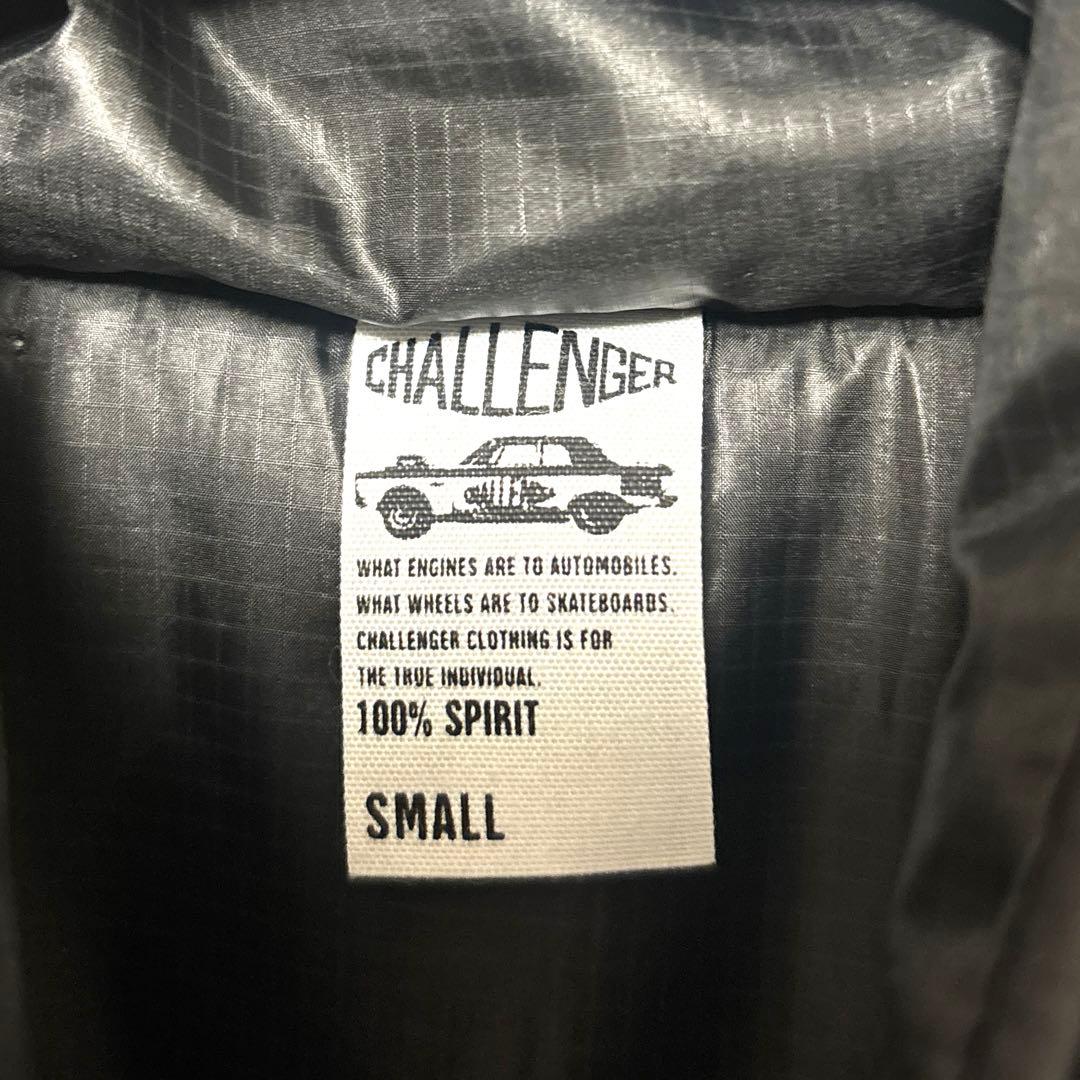 CHALLENGER
WHAT ENGINES ARE TO AUTOMOBILES.
WHAT WHEELS ARE TO SKATEBOARDS.
CHALLENGER CLOTHING IS FOR
THE TRUE INDIVIDUAL.
100% SPIRIT
SMALL